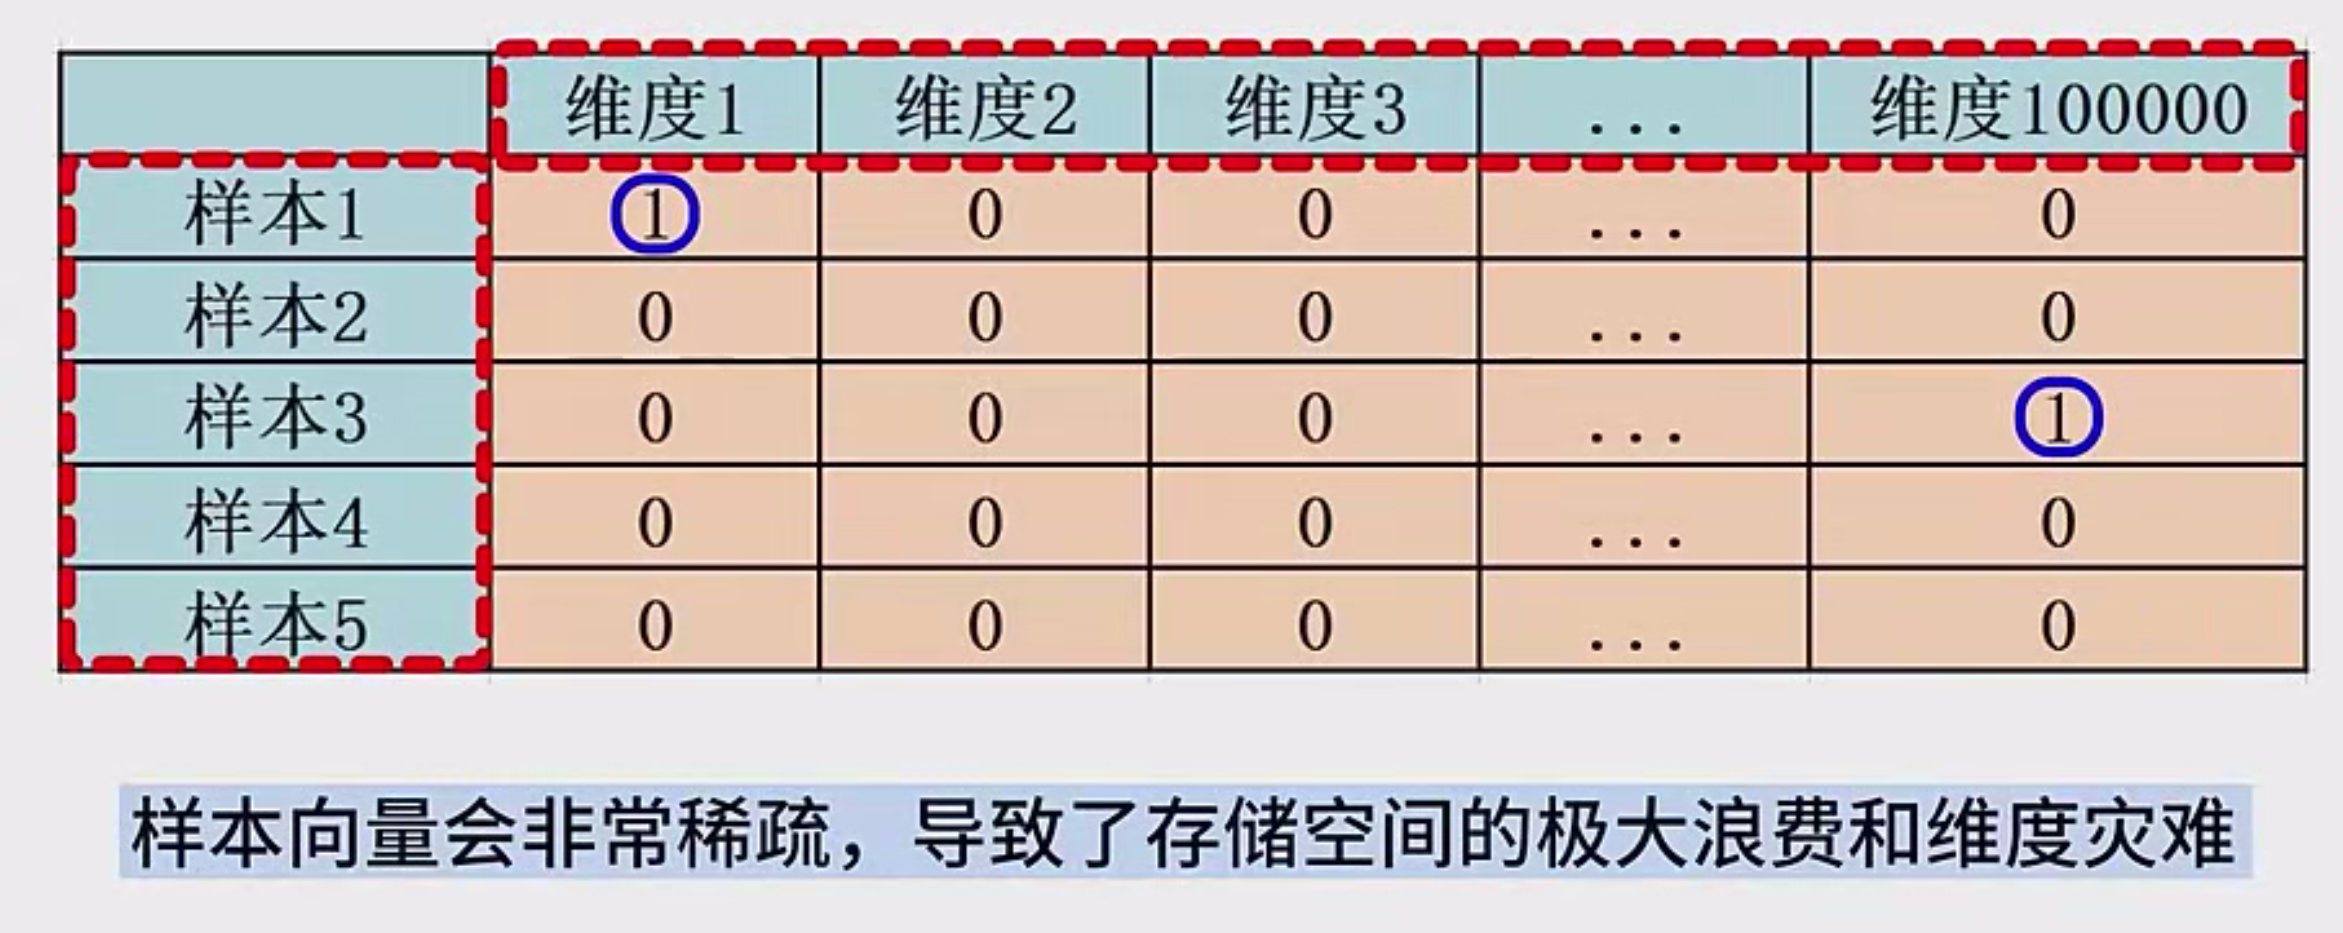 维度1 维度2 维度3 ... 维度100000
样本1 1 0 0 ... 0
样本2 0 0 0 ... 0
样本3 0 0 0 ... 1
样本4 0 0 0 ... 0
样本5 0 0 0 ... 0
样本向量会非常稀疏，导致了存储空间的极大浪费和维度灾难